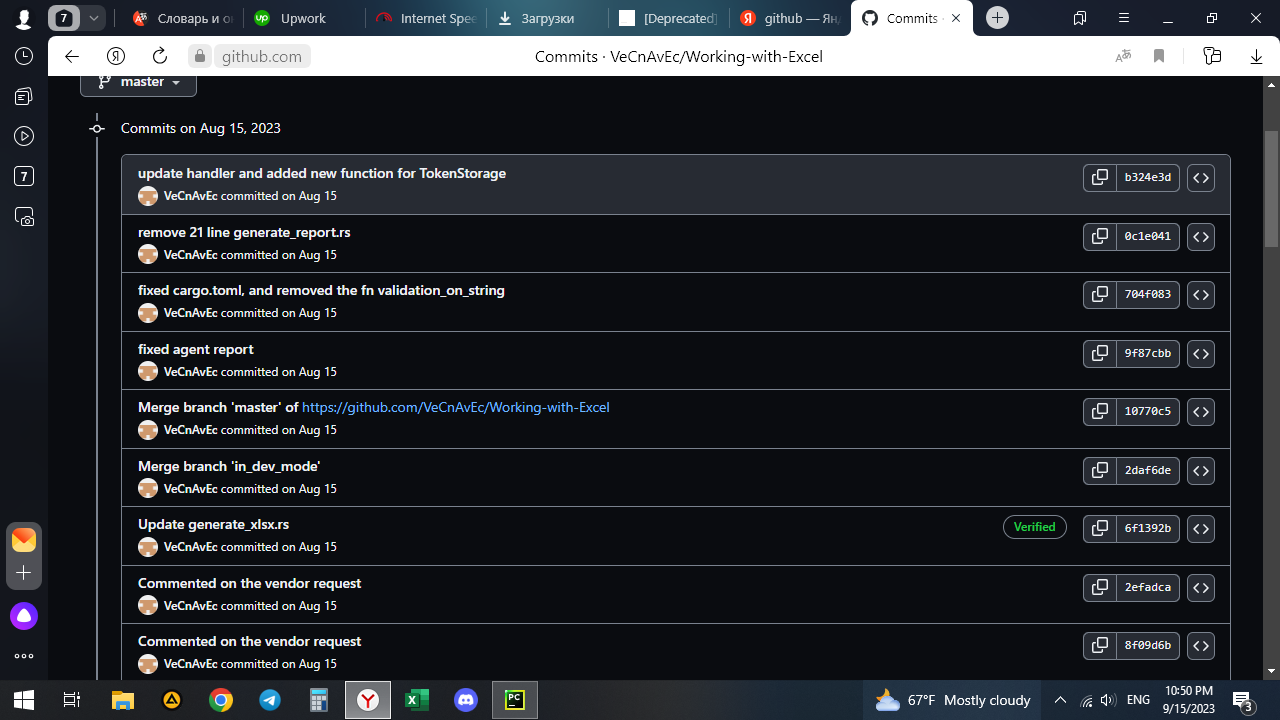 7
Словарь и о
Upwork
Internet Spee
Загрузки
[Deprecated]
github — Ян
Commits ·
github.com
Commits · VeCnAvEc/Working-with-Excel
master
7
Commits on Aug 15, 2023
update handler and added new function for TokenStorage
b324e3d
VeCnAvEc committed on Aug 15
remove 21 line generate_report.rs
0c1e041
VeCnAvEc committed on Aug 15
fixed cargo.toml, and removed the fn validation_on_string
704f083
VeCnAvEc committed on Aug 15
fixed agent report
9f87cbb
VeCnAvEc committed on Aug 15
Merge branch 'master' of https://github.com/VeCnAvEc/Working-with-Excel
10770c5
VeCnAvEc committed on Aug 15
Merge branch 'in_dev_mode'
2daf6de
VeCnAvEc committed on Aug 15
Update generate_xlsx.rs
Verified
6f1392b
VeCnAvEc committed on Aug 15
Commented on the vendor request
2efadca
VeCnAvEc committed on Aug 15
Commented on the vendor request
8f09d6b
VeCnAvEc committed on Aug 15
67°F Mostly cloudy
ENG
10:50 PM
9/15/2023
3